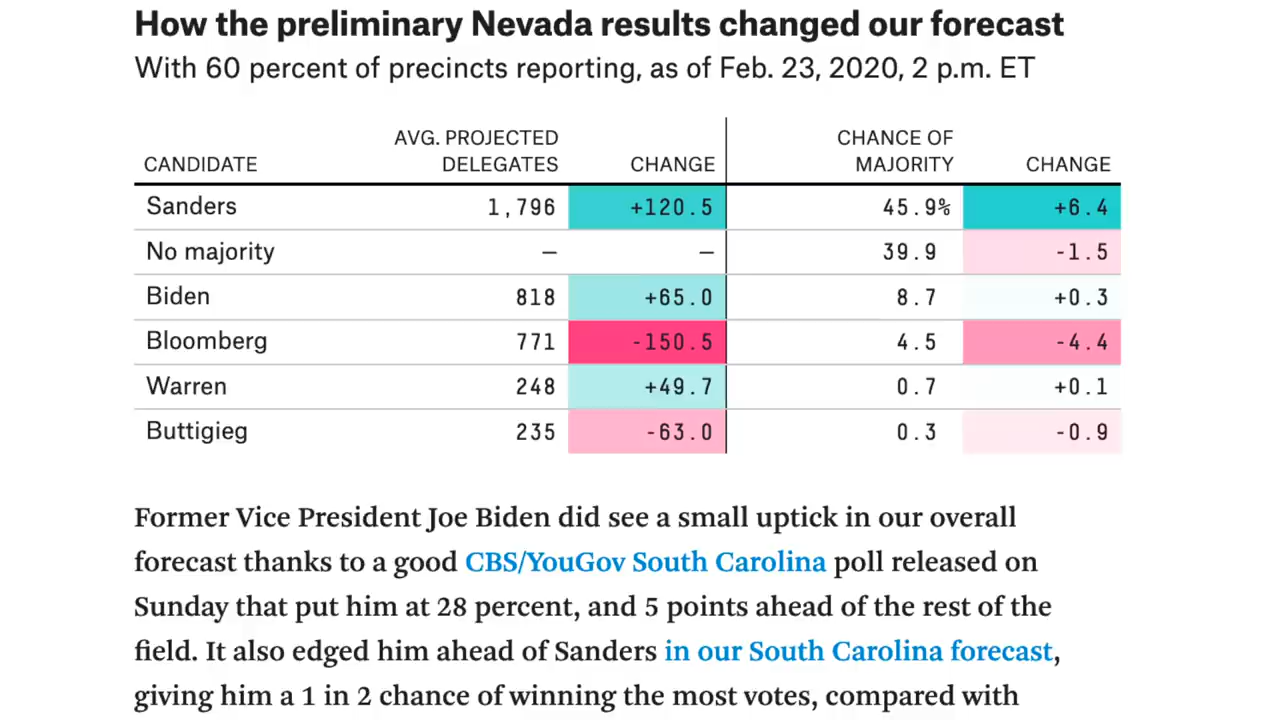 How the preliminary Nevada results changed our forecast
With 60 percent of precincts reporting, as of Feb. 23, 2020, 2 p.m. ET
CANDIDATE AVG. PROJECTED DELEGATES CHANGE CHANCE OF MAJORITY CHANGE
Sanders 1,796 +120.5 45.9% +6.4
No majority — — 39.9 -1.5
Biden 818 +65.0 8.7 +0.3
Bloomberg 771 -150.5 4.5 -4.4
Warren 248 +49.7 0.7 +0.1
Buttigieg 235 -63.0 0.3 -0.9
Former Vice President Joe Biden did see a small uptick in our overall
forecast thanks to a good CBS/YouGov South Carolina poll released on
Sunday that put him at 28 percent, and 5 points ahead of the rest of the
field. It also edged him ahead of Sanders in our South Carolina forecast,
giving him a 1 in 2 chance of winning the most votes, compared with